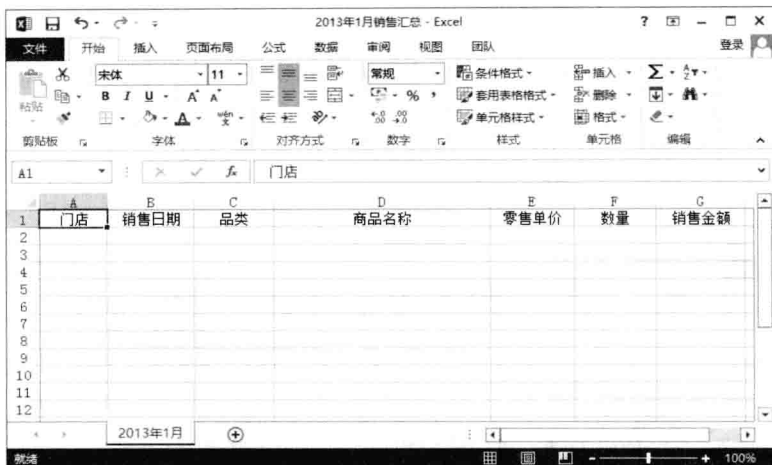 2013年1月销售汇总 - Excel
文件 开始 插入 页面布局 公式 数据 审阅 视图 团队 登录
粘贴
宋体 11
B I U A A
A wén 文
常规
% ,
条件格式
套用表格格式
单元格样式
插入
删除
格式
剪贴板 字体 对齐方式 数字 样式 单元格 编辑
A1 fx 门店
A B C D E F G
1 门店 销售日期 品类 商品名称 零售单价 数量 销售金额
2
3
4
5
6
7
8
9
10
11
12
2013年1月
就绪 100%